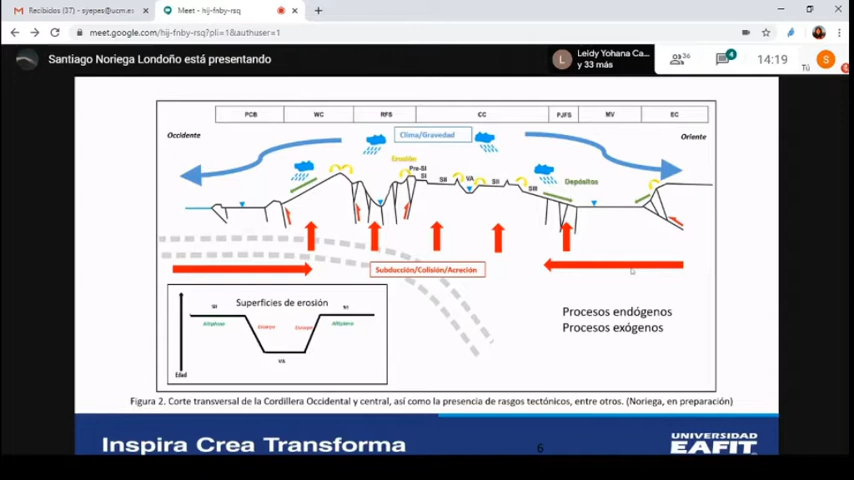 Recibidos (37) - syepes@ucm.es
Meet - hij-fnby-rsq
meet.google.com/hij-fnby-rsq?pli=1&authuser=1
Santiago Noriega Londoño está presentando
L
Leidy Yohana Ca...
y 33 más
36
4
14:19
Tú
S
PCB WC RFS CC PJFS MV EC
Occidente
Clima/Gravedad
Oriente
Erosión
Pre-SI
SI
SII
VA
SII
SIII
Depósitos
Subducción/Colisión/Acreción
Superficies de erosión
SI
SI
Altiplano
Escarpe
Escarpe
Altiplano
VA
Edad
Procesos endógenos
Procesos exógenos
Figura 2. Corte transversal de la Cordillera Occidental y central, así como la presencia de rasgos tectónicos, entre otros. (Noriega, en preparación)
Inspira Crea Transforma
6
UNIVERSIDAD
EAFIT